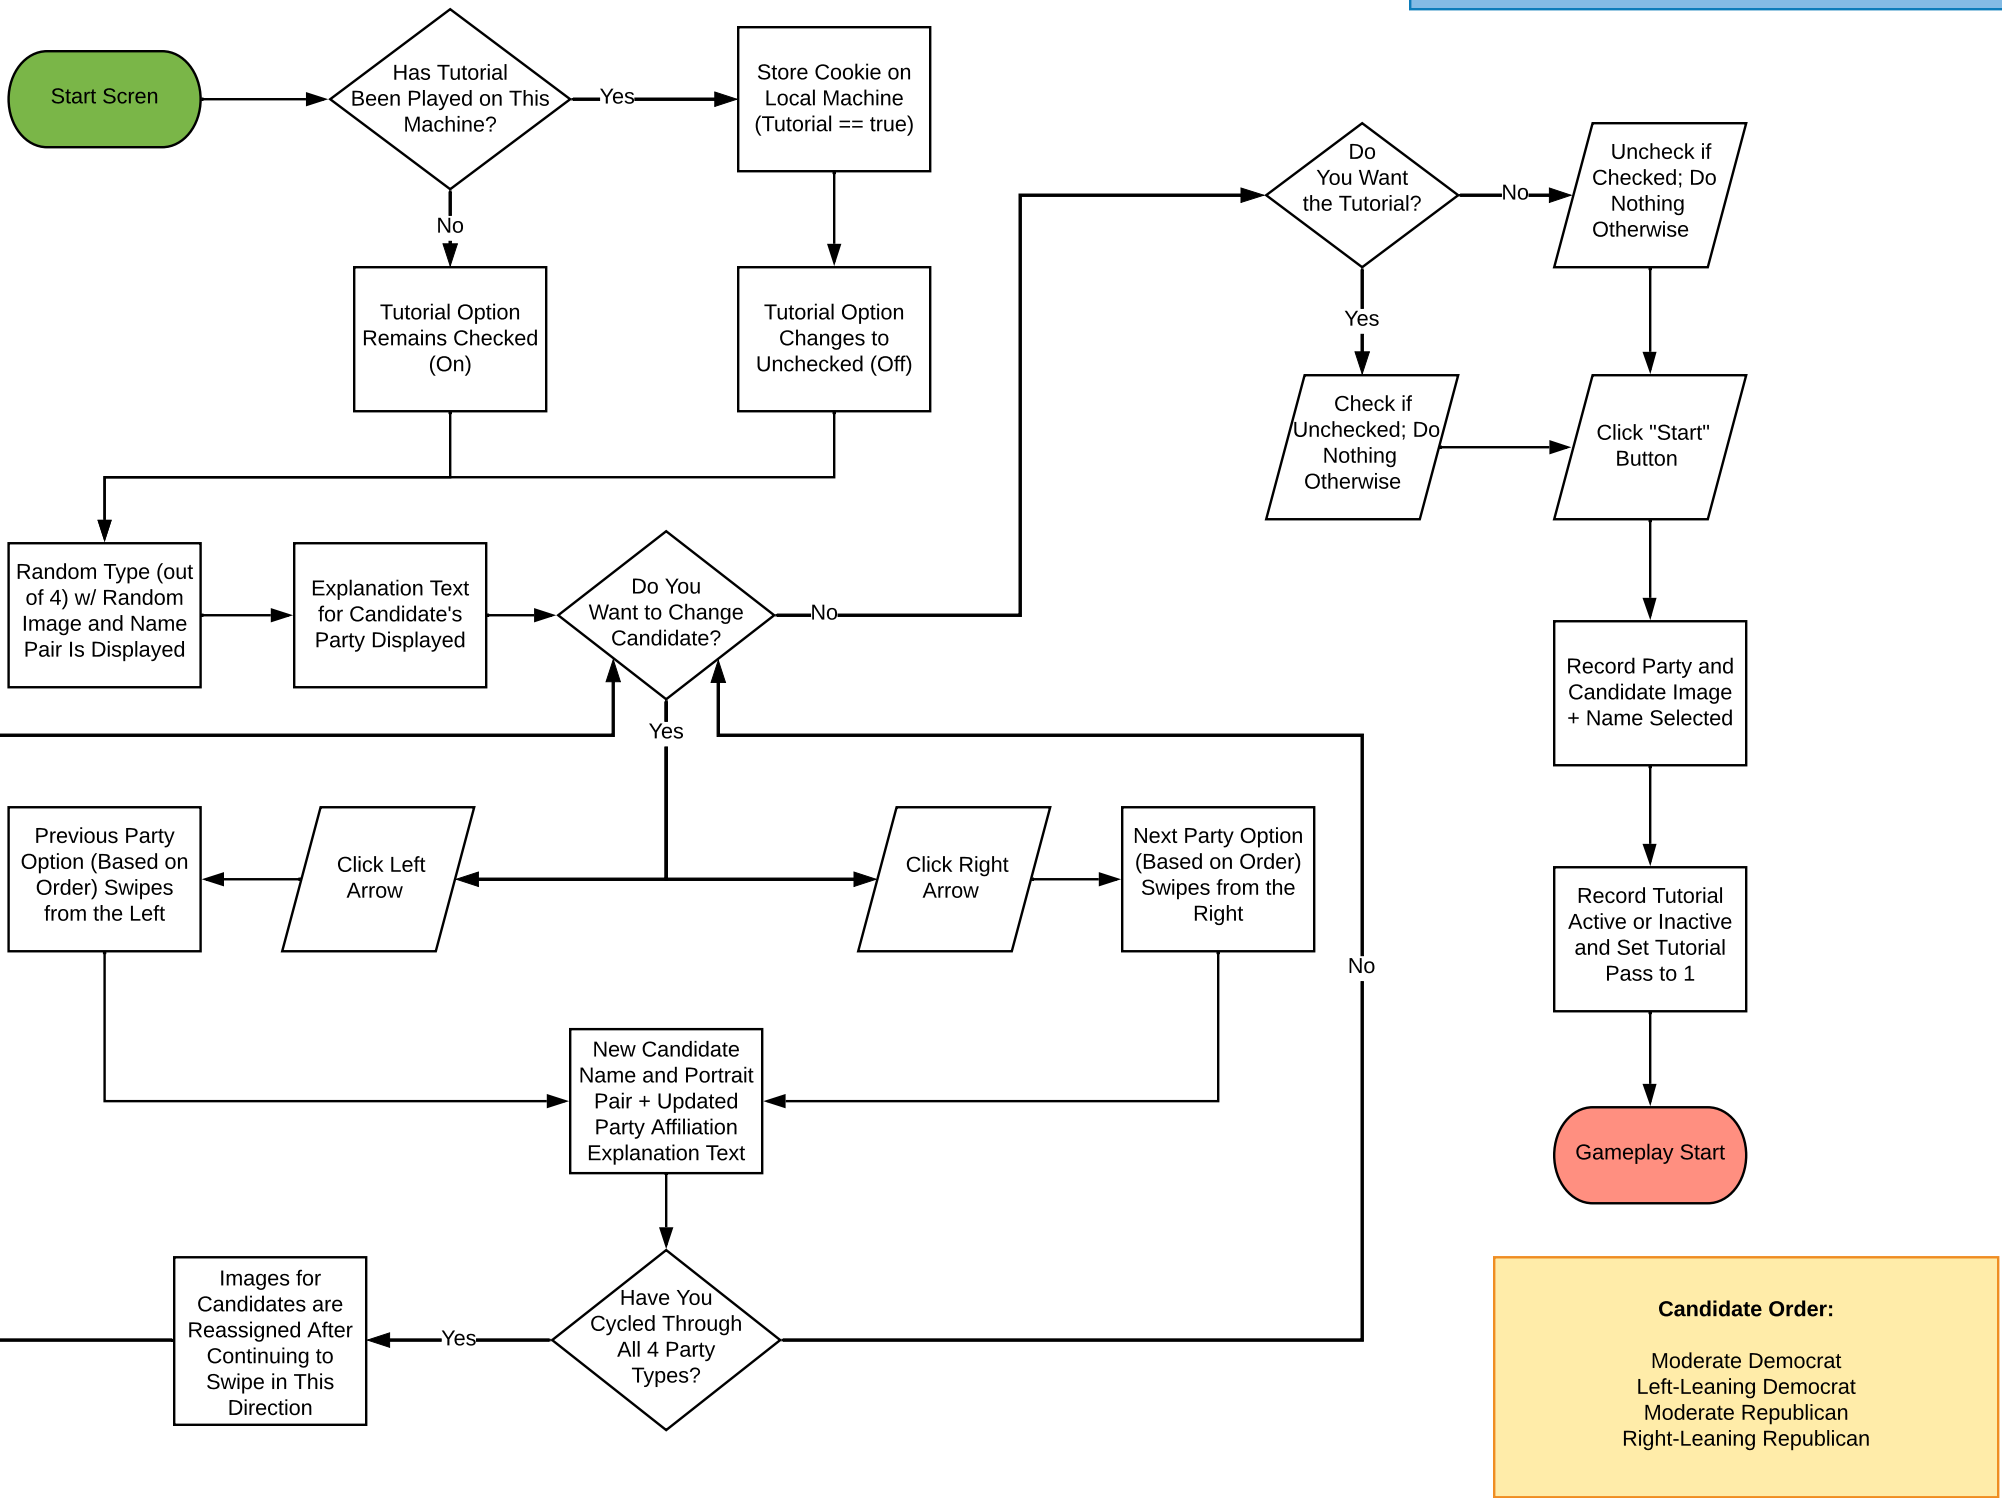 Start Scren
Has Tutorial
Been Played on This
Machine?
Yes
Store Cookie on
Local Machine
(Tutorial == true)
No
Tutorial Option
Remains Checked
(On)
Tutorial Option
Changes to
Unchecked (Off)
Do
You Want
the Tutorial?
No
Uncheck if
Checked; Do
Nothing
Otherwise
Yes
Check if
Unchecked; Do
Nothing
Otherwise
Click "Start"
Button
Random Type (out
of 4) w/ Random
Image and Name
Pair Is Displayed
Explanation Text
for Candidate's
Party Displayed
Do You
Want to Change
Candidate?
No
Yes
Record Party and
Candidate Image
+ Name Selected
Previous Party
Option (Based on
Order) Swipes
from the Left
Click Left
Arrow
Click Right
Arrow
Next Party Option
(Based on Order)
Swipes from the
Right
Record Tutorial
Active or Inactive
and Set Tutorial
Pass to 1
No
New Candidate
Name and Portrait
Pair + Updated
Party Affiliation
Explanation Text
Gameplay Start
Images for
Candidates are
Reassigned After
Continuing to
Swipe in This
Direction
Yes
Have You
Cycled Through
All 4 Party
Types?
Candidate Order:
Moderate Democrat
Left-Leaning Democrat
Moderate Republican
Right-Leaning Republican